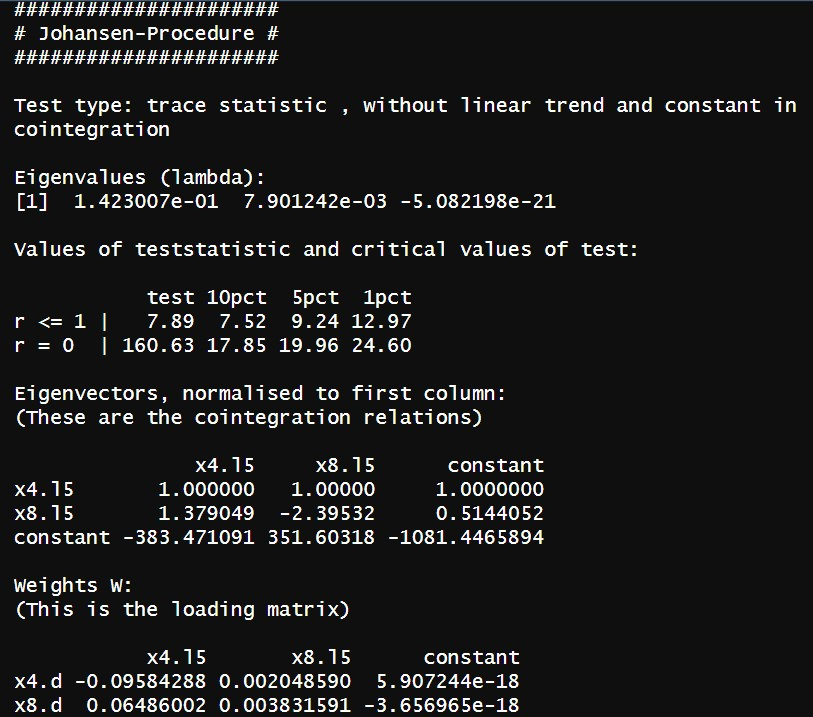 ######################
# Johansen-Procedure #
######################
Test type: trace statistic , without linear trend and constant in
cointegration
Eigenvalues (lambda):
[1]  1.423007e-01  7.901242e-03 -5.082198e-21
Values of teststatistic and critical values of test:
           test 10pct  5pct  1pct
r <= 1 |   7.89  7.52  9.24 12.97
r = 0  | 160.63 17.85 19.96 24.60
Eigenvectors, normalised to first column:
(These are the cointegration relations)
               x4.l5     x8.l5      constant
x4.l5       1.000000   1.00000     1.0000000
x8.l5       1.379049  -2.39532     0.5144052
constant -383.471091 351.60318 -1081.4465894
Weights W:
(This is the loading matrix)
           x4.l5       x8.l5      constant
x4.d -0.09584288 0.002048590  5.907244e-18
x8.d  0.06486002 0.003831591 -3.656965e-18